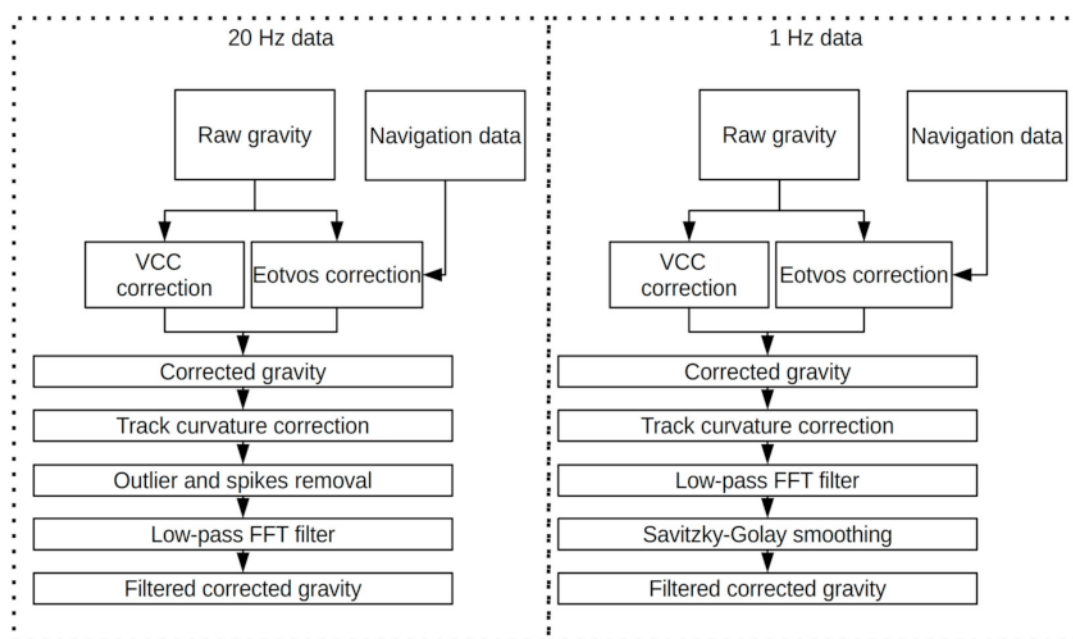 20 Hz data
Raw gravity
Navigation data
VCC
correction
Eotvos correction
Corrected gravity
Track curvature correction
Outlier and spikes removal
Low-pass FFT filter
Filtered corrected gravity
1 Hz data
Raw gravity
Navigation data
VCC
correction
Eotvos correction
Corrected gravity
Track curvature correction
Low-pass FFT filter
Savitzky-Golay smoothing
Filtered corrected gravity